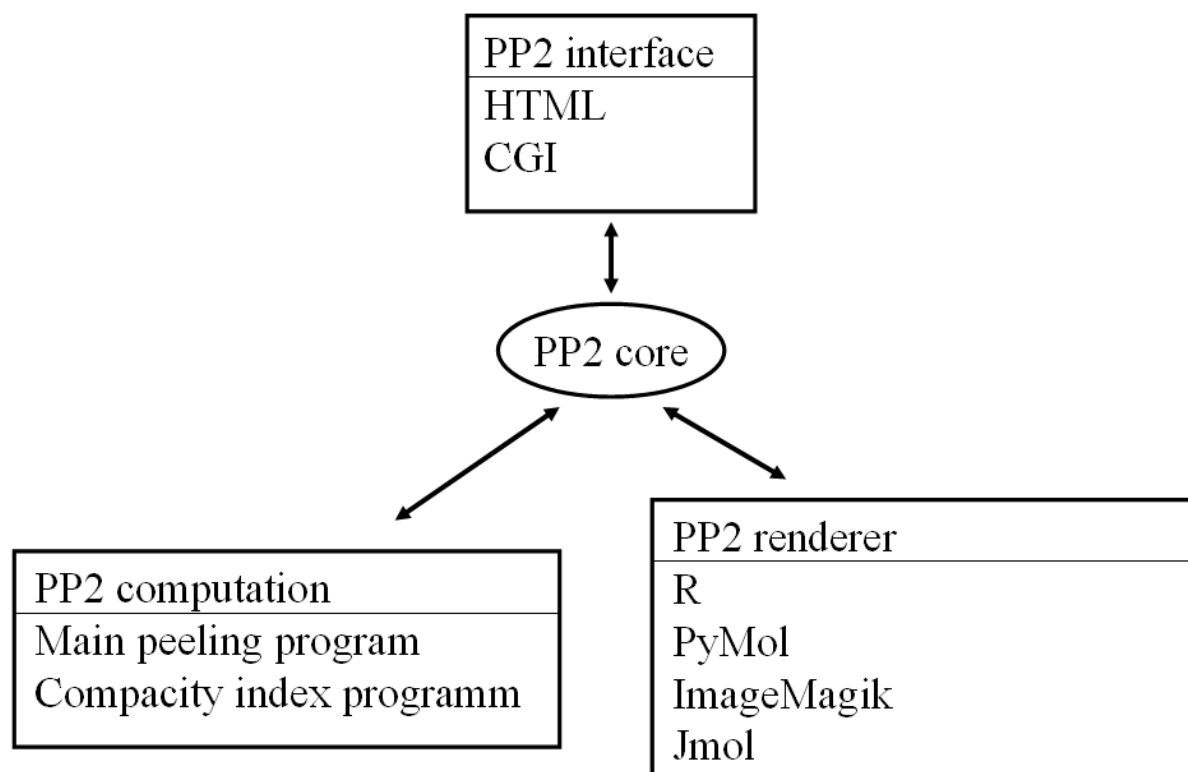 PP2 interface
HTML
CGI
PP2 core
PP2 computation
Main peeling program
Compacity index programm
PP2 renderer
R
PyMol
ImageMagik
Jmol